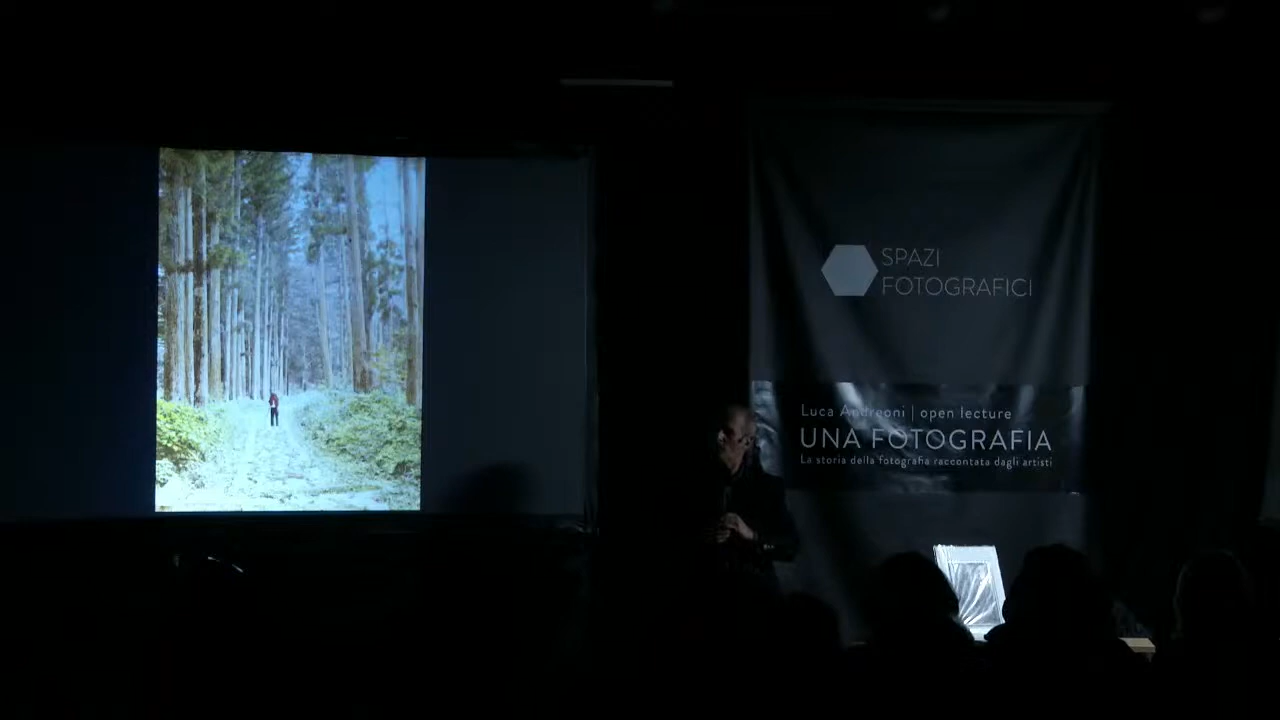 SPAZI
FOTOGRAFICI
Luca Andreoni | open lecture
UNA FOTOGRAFIA
La storia della fotografia raccontata dagli artisti